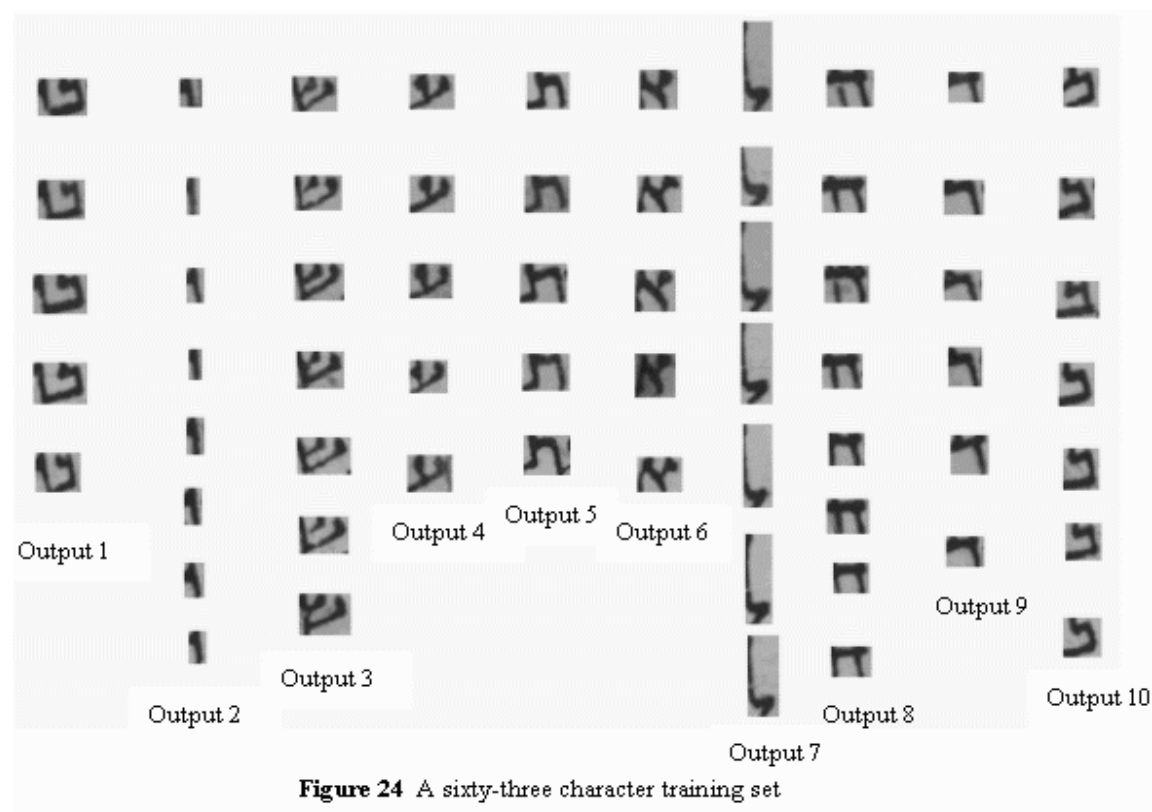 ט ו ש ע ת א ל ח ר ב
ט ו ש ע ת א ל ח ר ב
ט ו ש ע ת א ל ח ר ב
ט ו ש ע ת א ל ח ר ב
ט ו ש ע ת א ל ח ר ב
ו ש ל ח ר ב
ו ש ל ח ב
ו ח
Output 1
Output 2
Output 3
Output 4
Output 5
Output 6
Output 7
Output 8
Output 9
Output 10
Figure 24 A sixty-three character training set